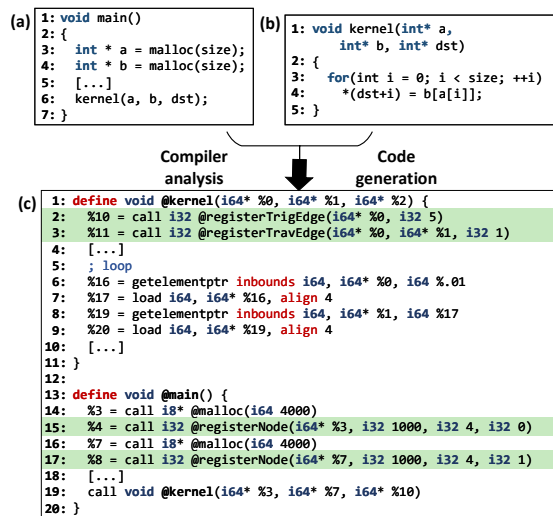 (a)
1: void main()
2: {
3: int * a = malloc(size);
4: int * b = malloc(size);
5: [...]
6: kernel(a, b, dst);
7: }
(b)
1: void kernel(int* a,
int* b, int* dst)
2: {
3: for(int i = 0; i < size; ++i)
4: *(dst+i) = b[a[i]];
5: }
Compiler analysis
Code generation
(c)
1: define void @kernel(i64* %0, i64* %1, i64* %2) {
2: %10 = call i32 @registerTrigEdge(i64* %0, i32 5)
3: %11 = call i32 @registerTravEdge(i64* %0, i64* %1, i32 1)
4: [...]
5: ; loop
6: %16 = getelementptr inbounds i64, i64* %0, i64 %.01
7: %17 = load i64, i64* %16, align 4
8: %19 = getelementptr inbounds i64, i64* %1, i64 %17
9: %20 = load i64, i64* %19, align 4
10: [...]
11: }
12:
13: define void @main() {
14: %3 = call i8* @malloc(i64 4000)
15: %4 = call i32 @registerNode(i64* %3, i32 1000, i32 4, i32 0)
16: %7 = call i8* @malloc(i64 4000)
17: %8 = call i32 @registerNode(i64* %7, i32 1000, i32 4, i32 1)
18: [...]
19: call void @kernel(i64* %3, i64* %7, i64* %10)
20: }